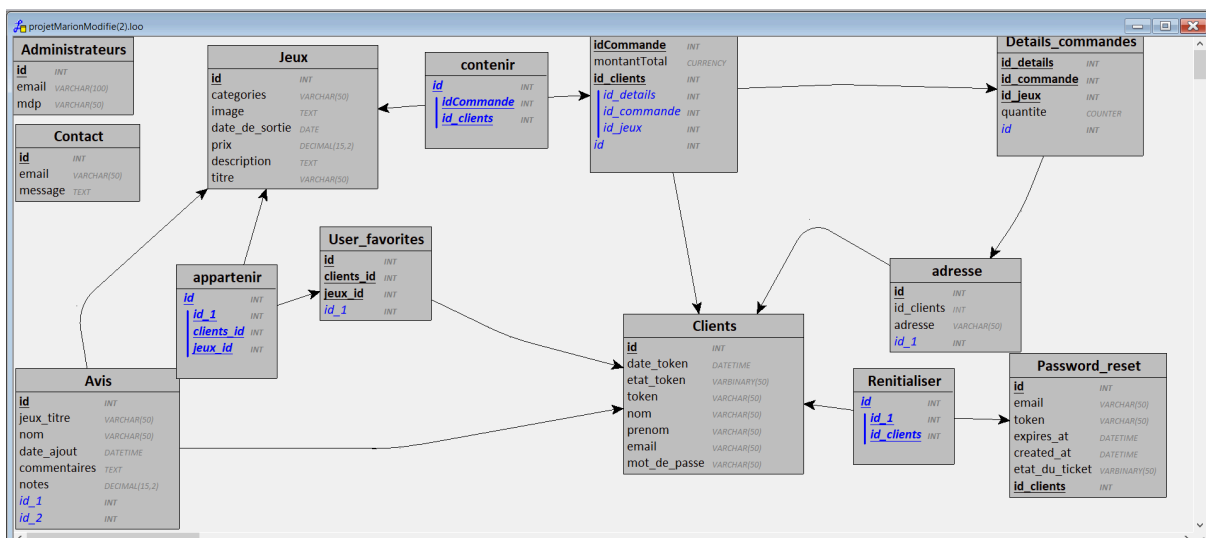 projetMarionModifie(2).loo
Administrateurs
id INT
email VARCHAR(100)
mdp VARCHAR(50)
Contact
id INT
email VARCHAR(50)
message TEXT
Jeux
id INT
categories VARCHAR(50)
image TEXT
date_de_sortie DATE
prix DECIMAL(15,2)
description TEXT
titre VARCHAR(50)
contenir
id INT
idCommande INT
id_clients INT
idCommande INT
montantTotal CURRENCY
id_clients INT
id_details INT
id_commande INT
id_jeux INT
id INT
Details_commandes
id_details INT
id_commande INT
id_jeux INT
quantite COUNTER
id INT
appartenir
id INT
id_1 INT
clients_id INT
jeux_id INT
User_favorites
id INT
clients_id INT
jeux_id INT
id_1 INT
adresse
id INT
id_clients INT
adresse VARCHAR(50)
id_1 INT
Avis
id INT
jeux_titre VARCHAR(50)
nom VARCHAR(50)
date_ajout DATETIME
commentaires TEXT
notes DECIMAL(15,2)
id_1 INT
id_2 INT
Clients
id INT
date_token DATETIME
etat_token VARBINARY(50)
token VARCHAR(50)
nom VARCHAR(50)
prenom VARCHAR(50)
email VARCHAR(50)
mot_de_passe VARCHAR(50)
Renitialiser
id INT
id_1 INT
id_clients INT
Password_reset
id INT
email VARCHAR(50)
token VARCHAR(50)
expires_at DATETIME
created_at DATETIME
etat_du_ticket VARBINARY(50)
id_clients INT